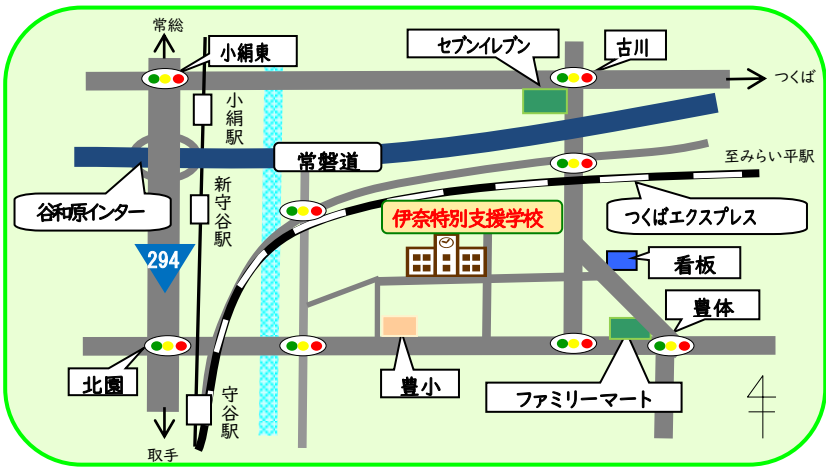 常総
小絹東
セブンイレブン
古川
つくば
小絹駅
常磐道
至みらい平駅
谷和原インター
新守谷駅
伊奈特別支援学校
つくばエクスプレス
294
看板
豊体
北園
豊小
ファミリーマート
守谷駅
取手